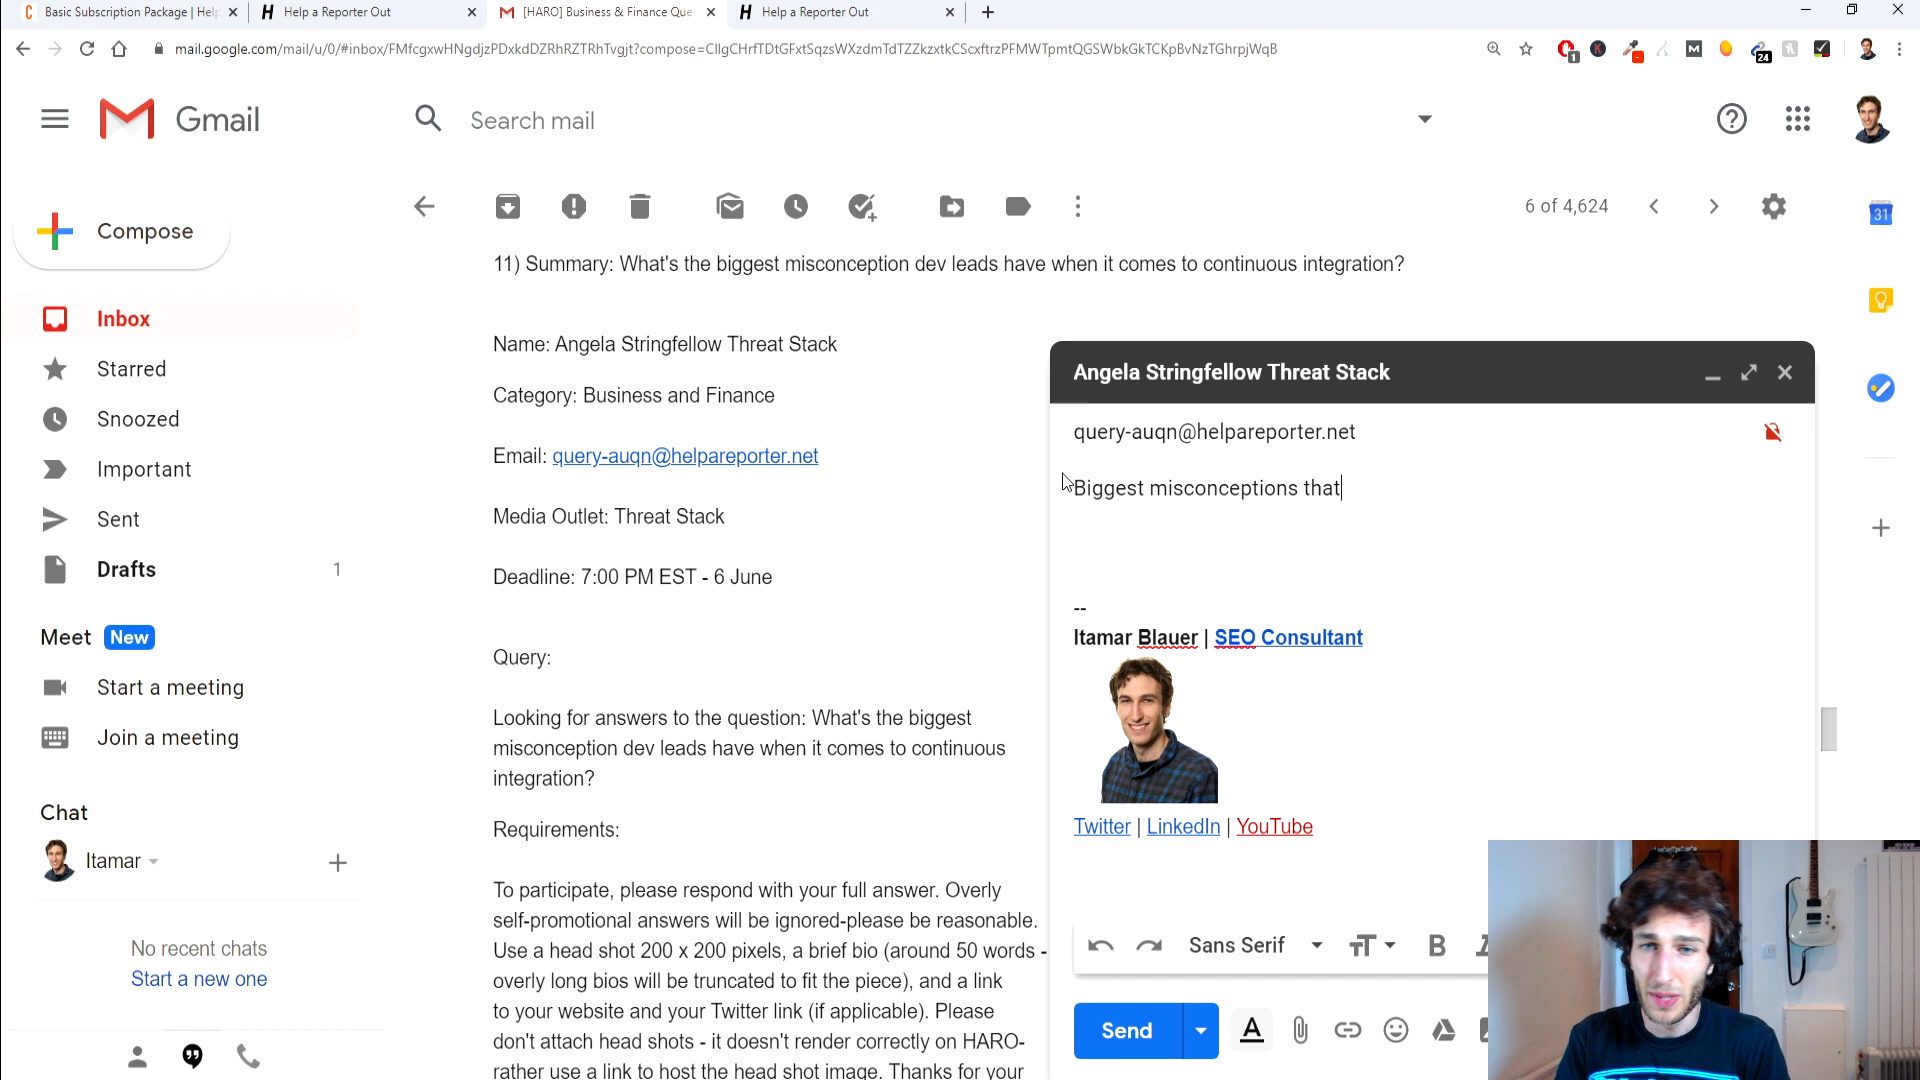 Basic Subscription Package | Hel
Help a Reporter Out
[HARO] Business & Finance Que
Help a Reporter Out
mail.google.com/mail/u/0/#inbox/FMfcgxwHNgdjzPDxkdDZRhRZTRhTvgjt?compose=CllgCHrfTDtGFxtSqzsWXzdmTdTZZkzxtkCScxftrzPFMWTpmtQGSWbkGkTCKpBvNzTGhrpjWqB
1
24
Gmail
Search mail
Compose
6 of 4,624
31
Inbox
Starred
Snoozed
Important
Sent
Drafts 1
Meet New
Start a meeting
Join a meeting
Chat
Itamar
No recent chats
Start a new one
11) Summary: What's the biggest misconception dev leads have when it comes to continuous integration?
Name: Angela Stringfellow Threat Stack
Category: Business and Finance
Email: query-auqn@helpareporter.net
Media Outlet: Threat Stack
Deadline: 7:00 PM EST - 6 June
Query:
Looking for answers to the question: What's the biggest
misconception dev leads have when it comes to continuous
integration?
Requirements:
To participate, please respond with your full answer. Overly
self-promotional answers will be ignored-please be reasonable.
Use a head shot 200 x 200 pixels, a brief bio (around 50 words -
overly long bios will be truncated to fit the piece), and a link
to your website and your Twitter link (if applicable). Please
don't attach head shots - it doesn't render correctly on HARO-
rather use a link to host the head shot image. Thanks for your
Angela Stringfellow Threat Stack
query-auqn@helpareporter.net
Biggest misconceptions that
--
Itamar Blauer | SEO Consultant
Twitter | LinkedIn | YouTube
Sans Serif
B
Send
A